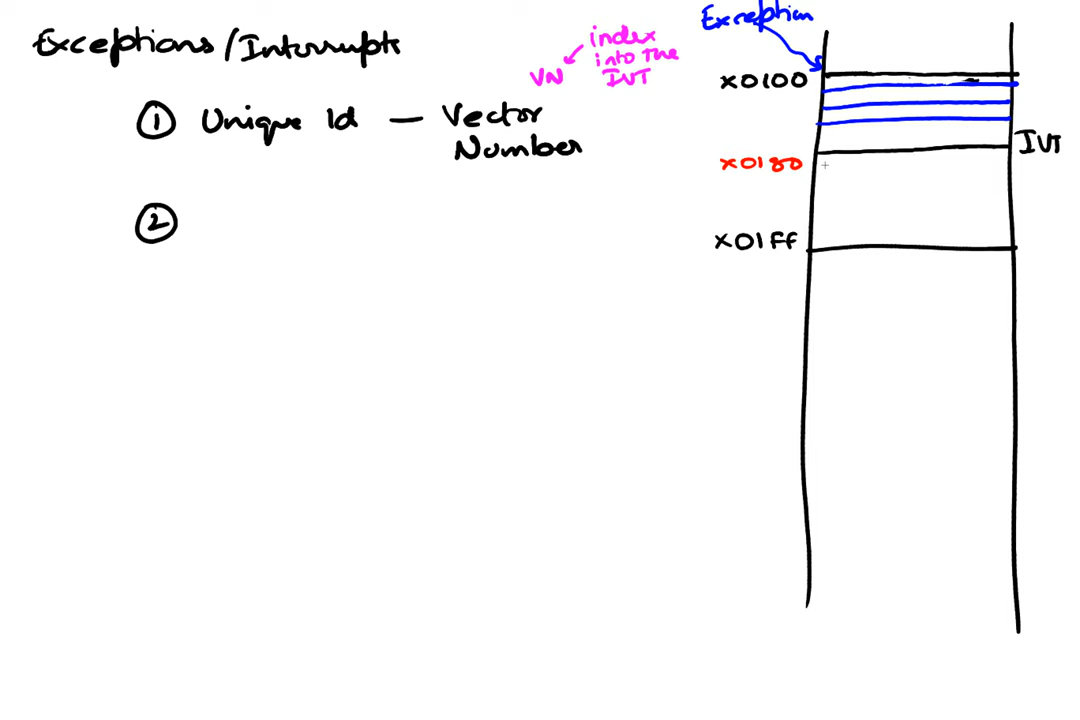 Exceptions/Interrupts
① Unique Id — Vector
Number
②
VN
index
into the
IVT
Exception
x0100
x0180
x01FF
IVT